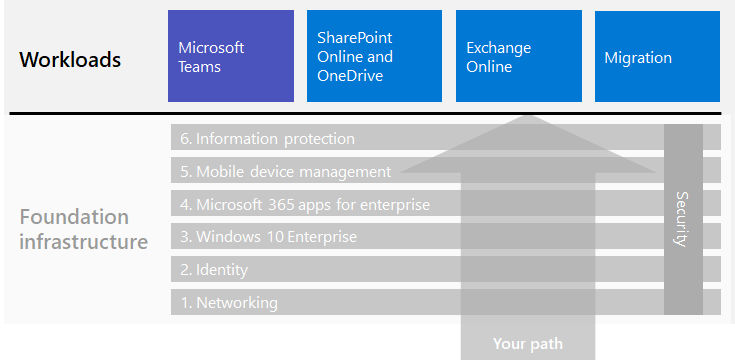 Workloads
Microsoft
Teams
SharePoint
Online and
OneDrive
Exchange
Online
Migration
Foundation
infrastructure
6. Information protection
5. Mobile device management
4. Microsoft 365 apps for enterprise
3. Windows 10 Enterprise
2. Identity
1. Networking
Security
Your path